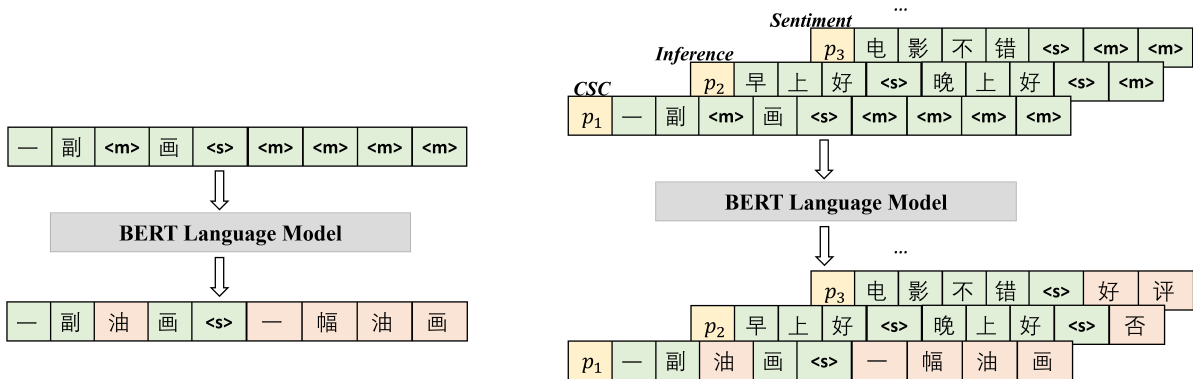 一 副 <m> 画 <s> <m> <m> <m> <m>
BERT Language Model
一 副 油 画 <s> 一 幅 油 画
...
Sentiment
p₃ 电 影 不 错 <s> <m> <m>
Inference
p₂ 早 上 好 <s> 晚 上 好 <s> <m>
CSC
p₁ 一 副 <m> 画 <s> <m> <m> <m> <m>
BERT Language Model
...
p₃ 电 影 不 错 <s> 好 评
p₂ 早 上 好 <s> 晚 上 好 <s> 否
p₁ 一 副 油 画 <s> 一 幅 油 画